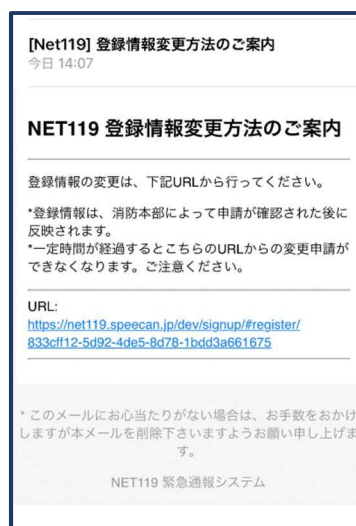 [Net119] 登録情報変更方法のご案内
今日 14:07
NET119 登録情報変更方法のご案内
登録情報の変更は、下記URLから行ってください。
*登録情報は、消防本部によって申請が確認された後に
反映されます。
*一定時間が経過するとこちらのURLからの変更申請が
できなくなります。ご注意ください。
URL:
https://net119.speecan.jp/dev/signup/#register/
833cff12-5d92-4de5-8d78-1bdd3a661675
* このメールにお心当たりがない場合は、お手数をおかけ
しますが本メールを削除下さいますようお願い申し上げま
す。
NET119 緊急通報システム